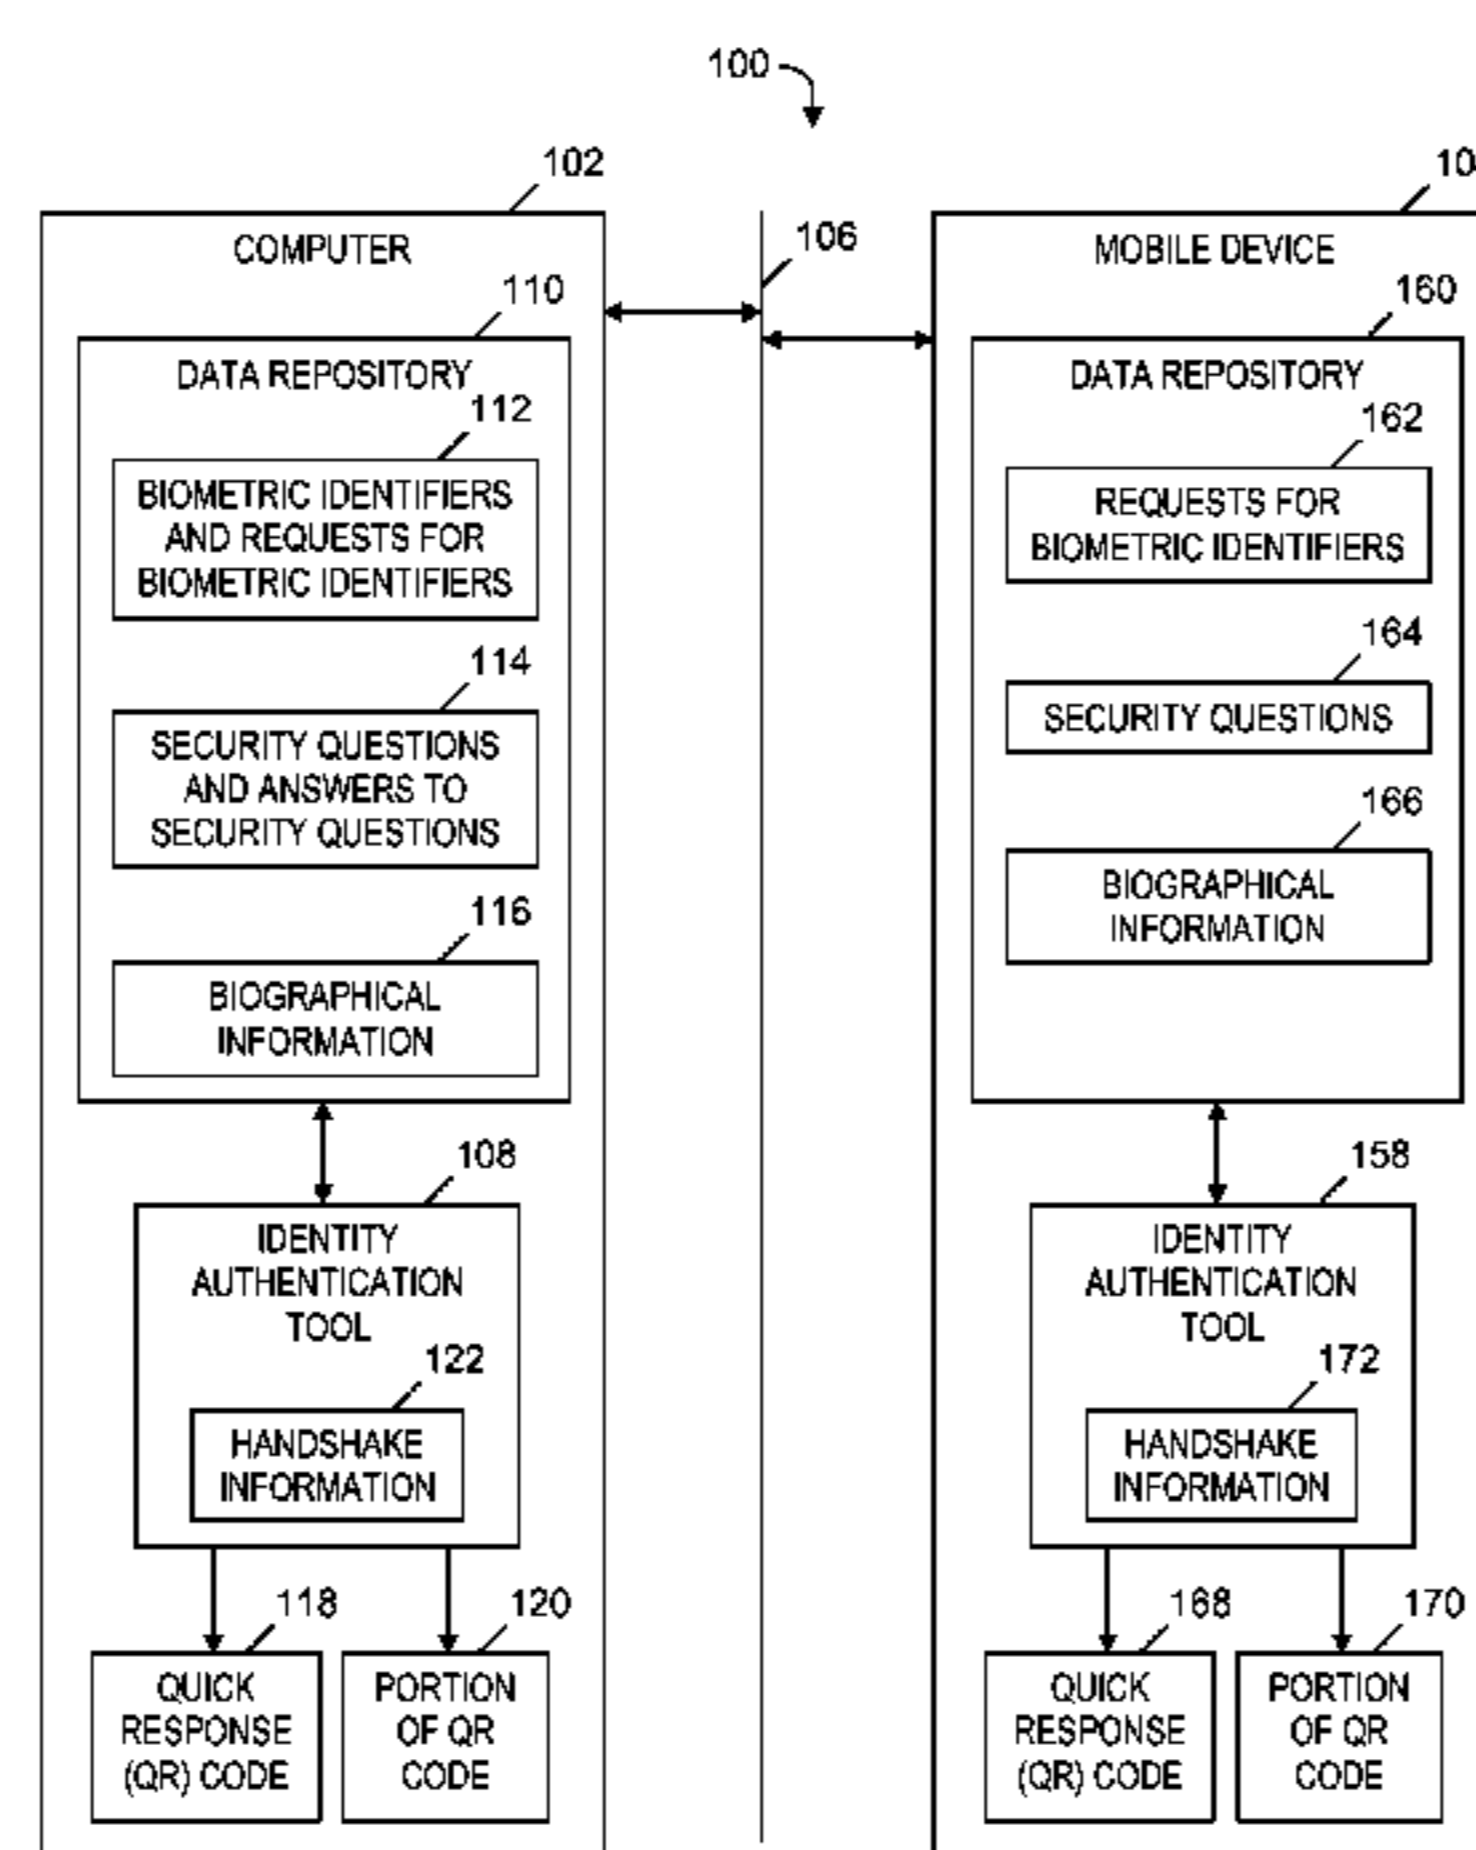 100
102
COMPUTER
110
DATA REPOSITORY
112
BIOMETRIC IDENTIFIERS
AND REQUESTS FOR
BIOMETRIC IDENTIFIERS
114
SECURITY QUESTIONS
AND ANSWERS TO
SECURITY QUESTIONS
116
BIOGRAPHICAL
INFORMATION
108
IDENTITY
AUTHENTICATION
TOOL
122
HANDSHAKE
INFORMATION
118
QUICK
RESPONSE
(QR) CODE
120
PORTION
OF QR
CODE
106
MOBILE DEVICE
160
DATA REPOSITORY
162
REQUESTS FOR
BIOMETRIC IDENTIFIERS
164
SECURITY QUESTIONS
166
BIOGRAPHICAL
INFORMATION
158
IDENTITY
AUTHENTICATION
TOOL
172
HANDSHAKE
INFORMATION
168
QUICK
RESPONSE
(QR) CODE
170
PORTION
OF QR
CODE